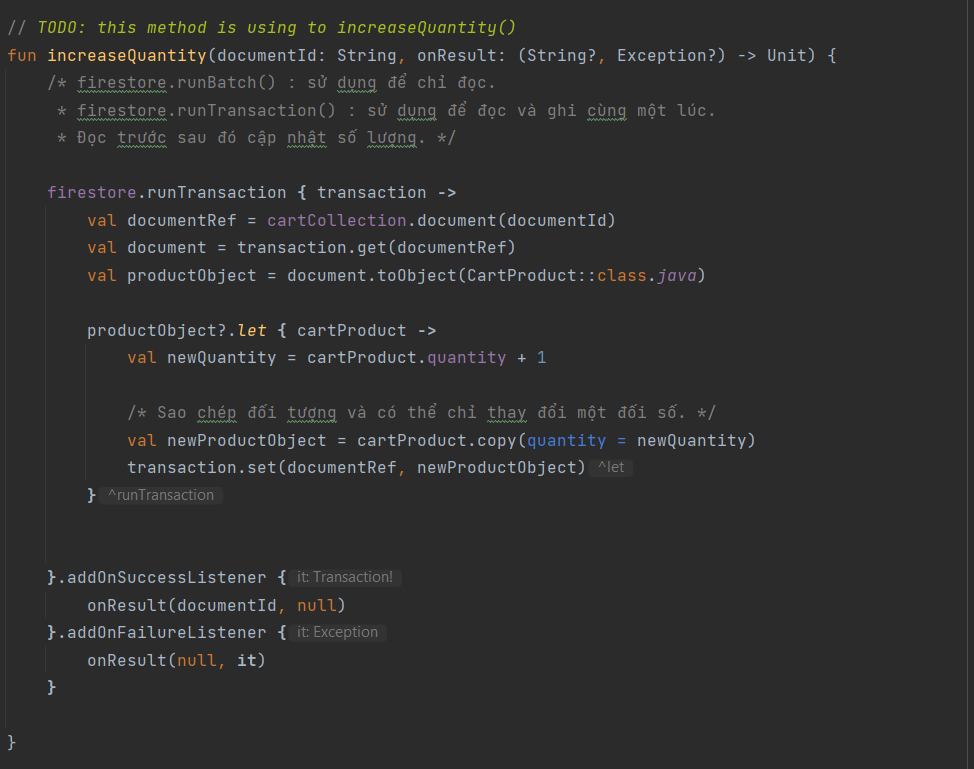 // TODO: this method is using to increaseQuantity()
fun increaseQuantity(documentId: String, onResult: (String?, Exception?) -> Unit) {
/* firestore.runBatch() : sử dụng để chỉ đọc.
* firestore.runTransaction() : sử dụng để đọc và ghi cùng một lúc.
* Đọc trước sau đó cập nhật số lượng. */
firestore.runTransaction { transaction ->
val documentRef = cartCollection.document(documentId)
val document = transaction.get(documentRef)
val productObject = document.toObject(CartProduct::class.java)
productObject?.let { cartProduct ->
val newQuantity = cartProduct.quantity + 1
/* Sao chép đối tượng và có thể chỉ thay đổi một đối số. */
val newProductObject = cartProduct.copy(quantity = newQuantity)
transaction.set(documentRef, newProductObject) ^let
} ^runTransaction
}.addOnSuccessListener { it: Transaction!
onResult(documentId, null)
}.addOnFailureListener { it: Exception
onResult(null, it)
}
}